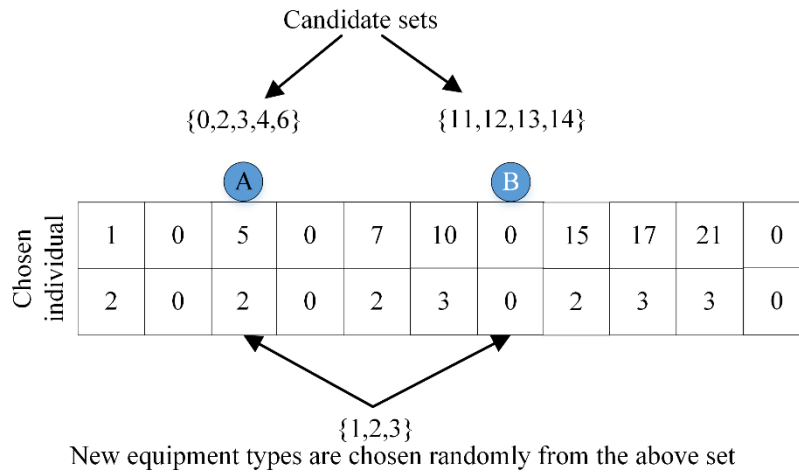 Candidate sets
{0,2,3,4,6} {11,12,13,14}
A B
Chosen individual
1 0 5 0 7 10 0 15 17 21 0
2 0 2 0 2 3 0 2 3 3 0
{1,2,3}
New equipment types are chosen randomly from the above set